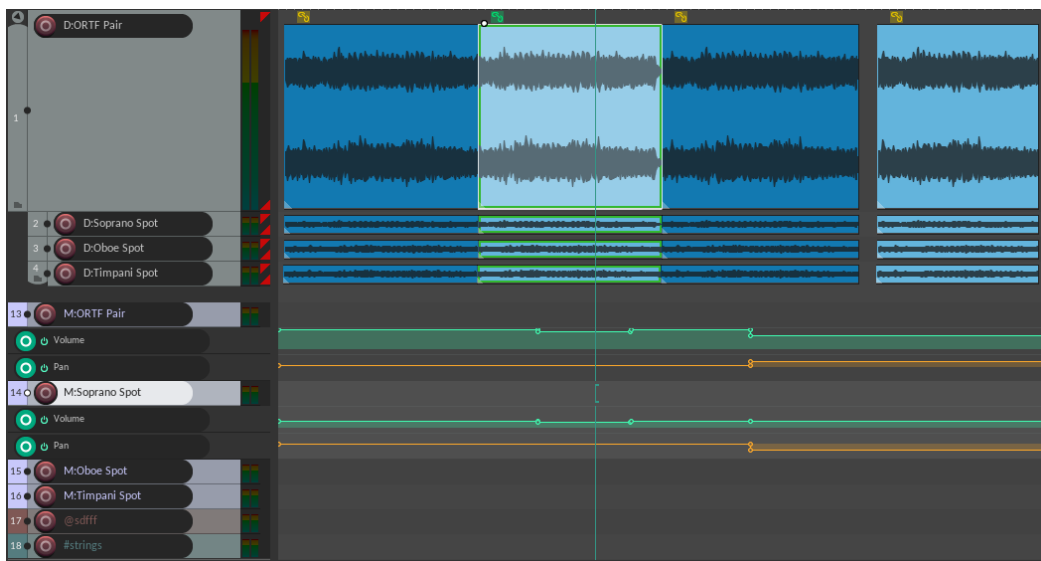 D:ORTF Pair
1
2 D:Soprano Spot
3 D:Oboe Spot
4 D:Timpani Spot
13 M:ORTF Pair
Volume
Pan
14 M:Soprano Spot
Volume
Pan
15 M:Oboe Spot
16 M:Timpani Spot
17 @sdfff
18 #strings